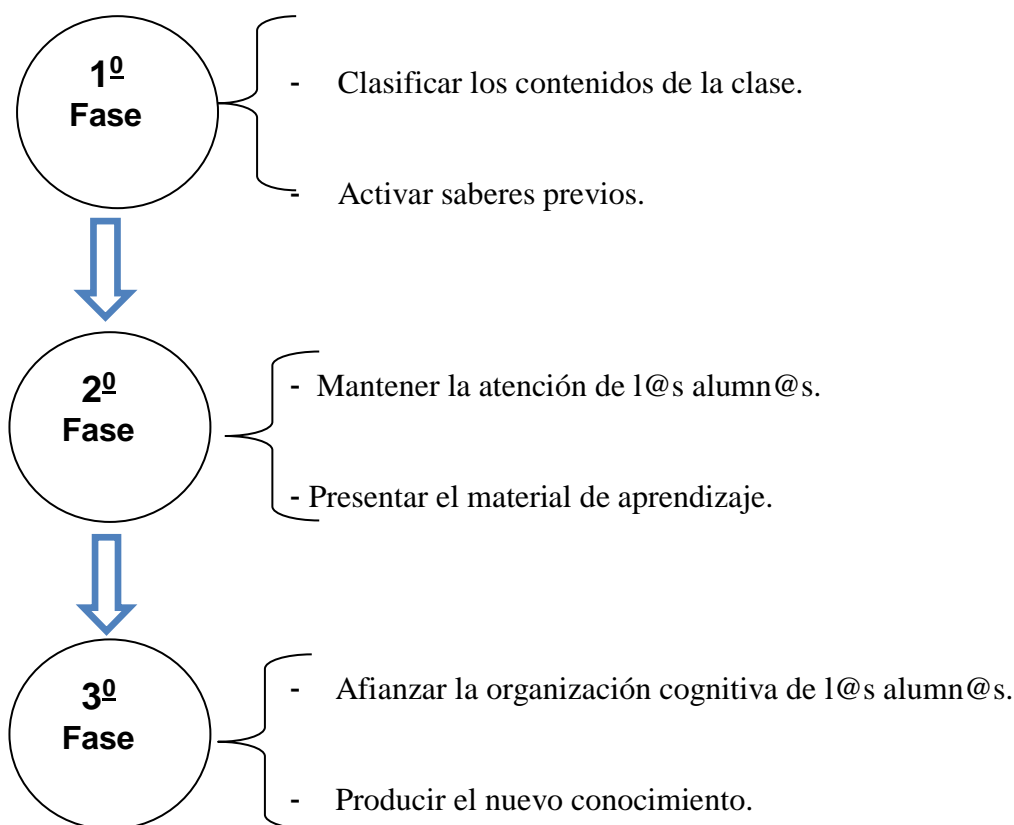 1º
Fase
- Clasificar los contenidos de la clase.
- Activar saberes previos.
2º
Fase
- Mantener la atención de l@s alumn@s.
- Presentar el material de aprendizaje.
3º
Fase
- Afianzar la organización cognitiva de l@s alumn@s.
- Producir el nuevo conocimiento.